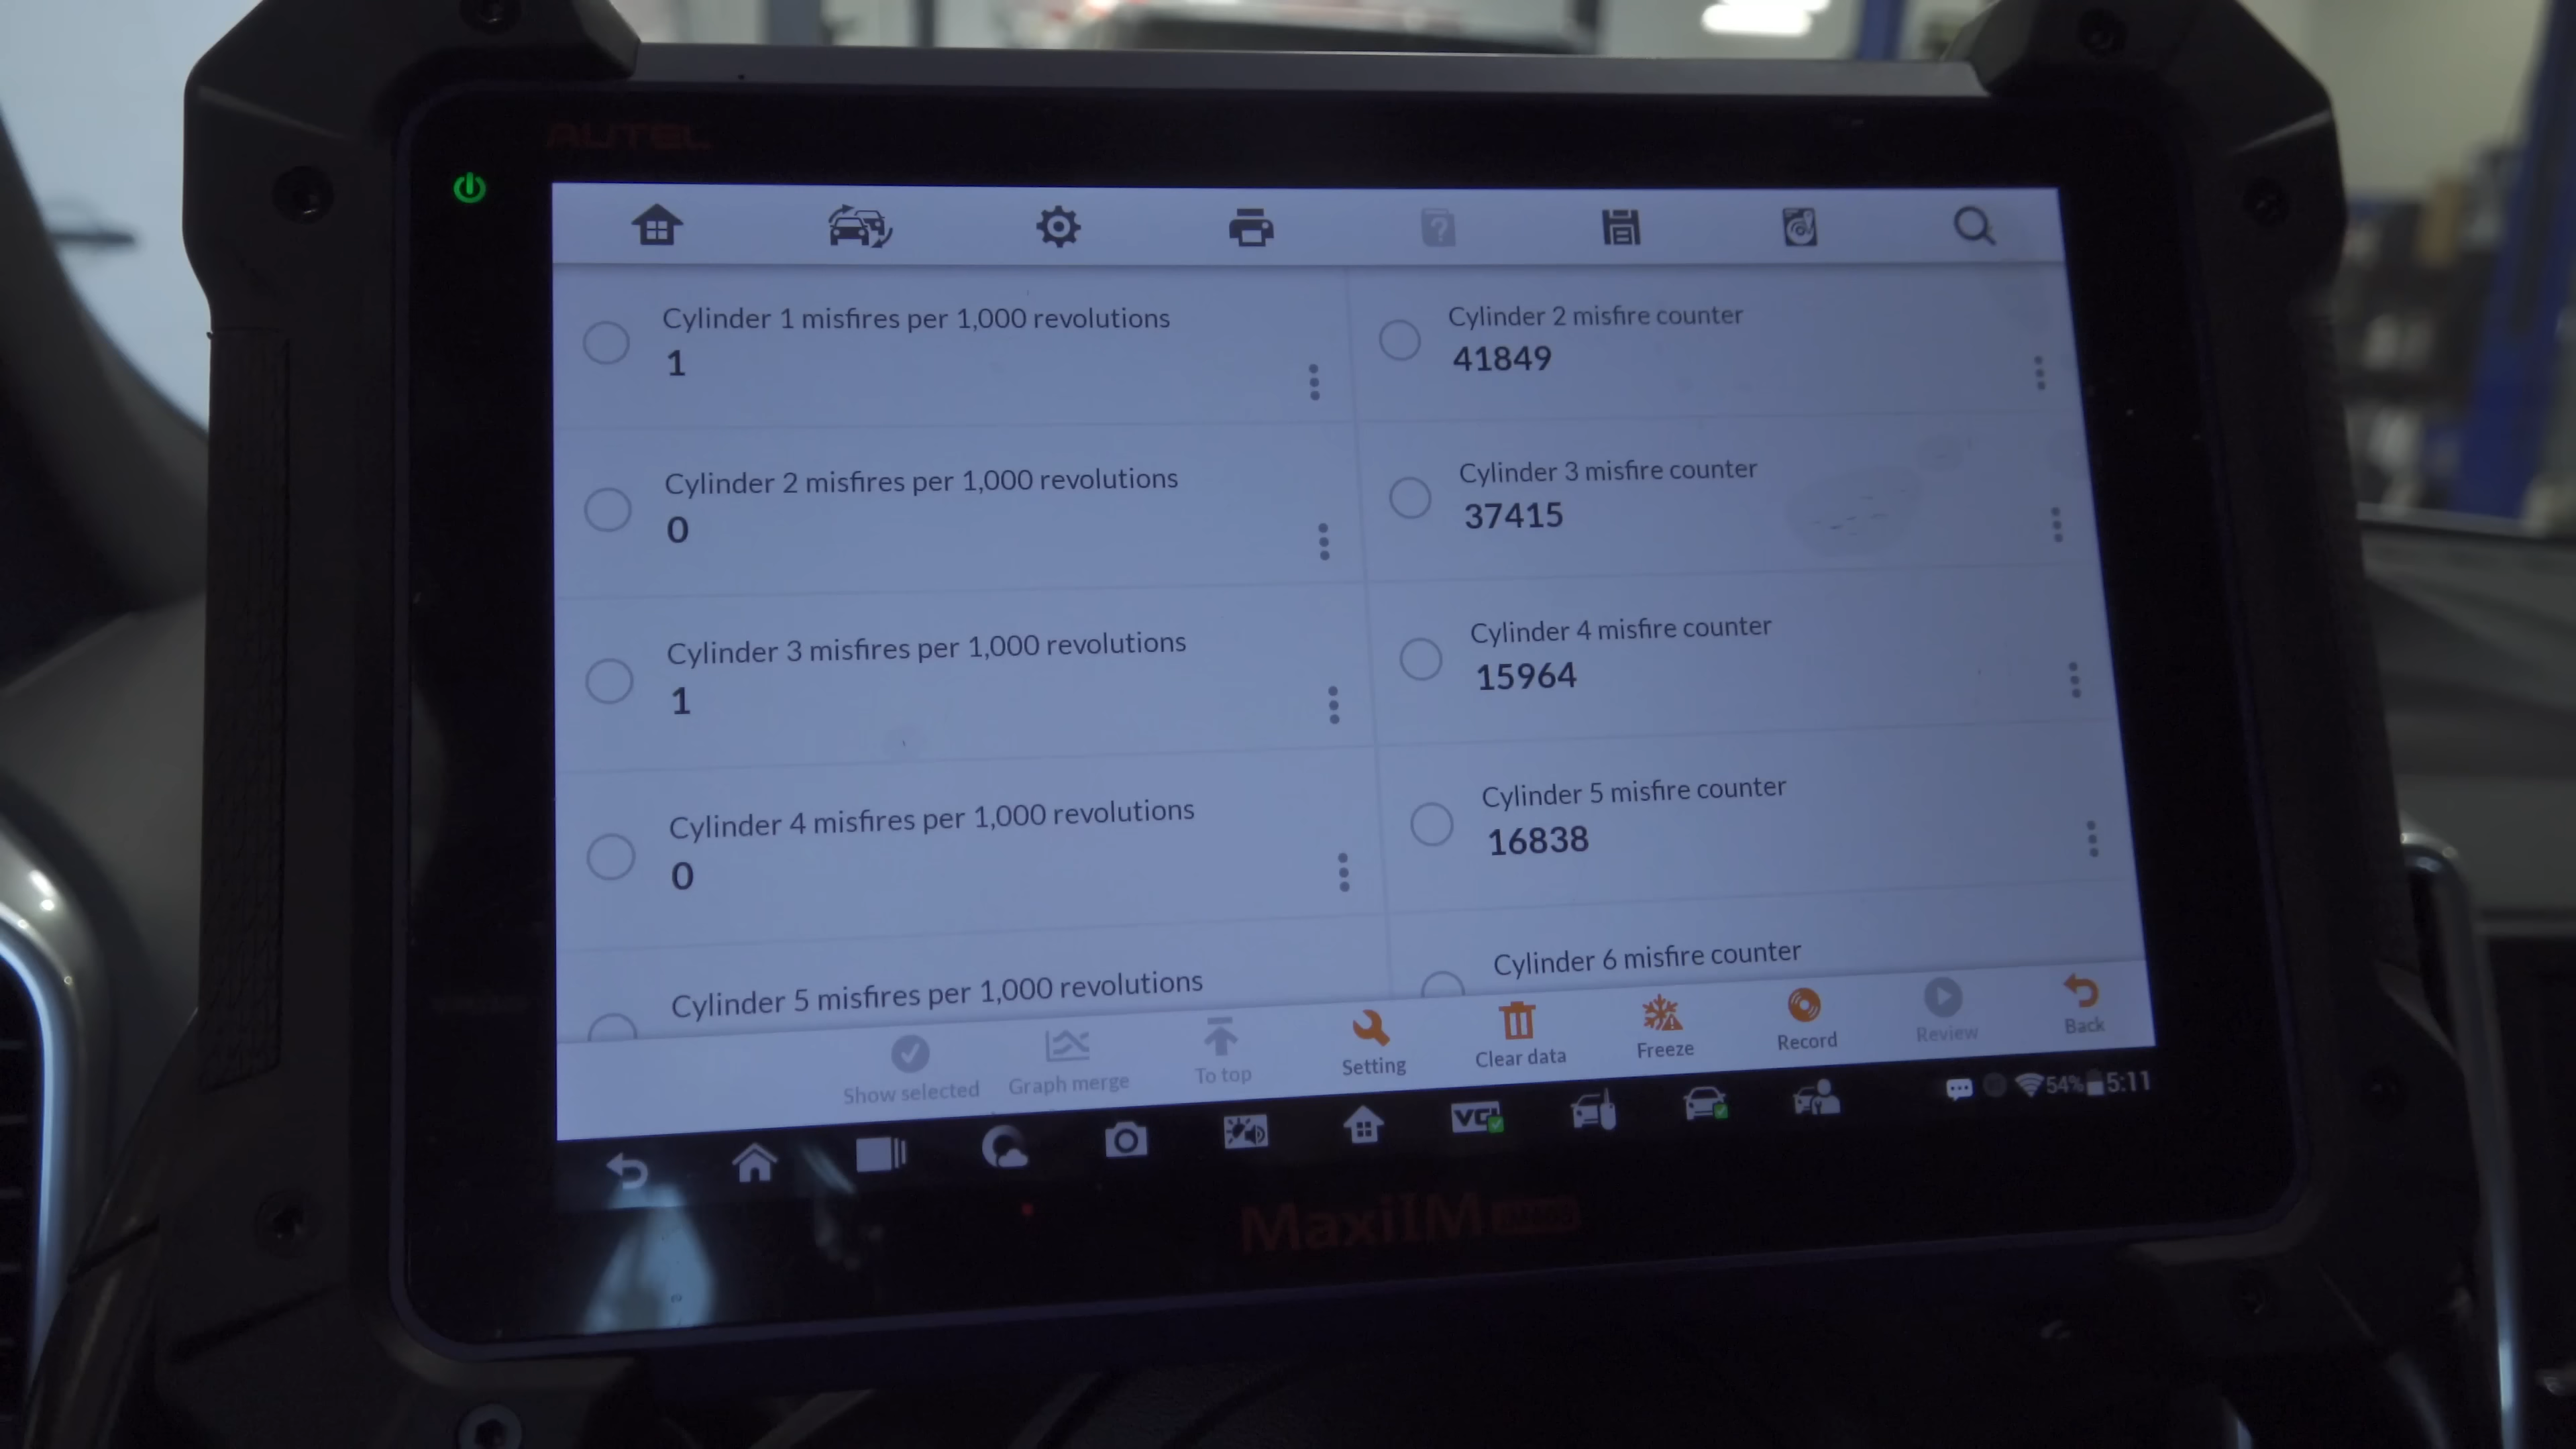 AUTEL
Cylinder 1 misfires per 1,000 revolutions
1
Cylinder 2 misfire counter
41849
Cylinder 2 misfires per 1,000 revolutions
0
Cylinder 3 misfire counter
37415
Cylinder 3 misfires per 1,000 revolutions
1
Cylinder 4 misfire counter
15964
Cylinder 4 misfires per 1,000 revolutions
0
Cylinder 5 misfire counter
16838
Cylinder 5 misfires per 1,000 revolutions
Cylinder 6 misfire counter
Show selected
Graph merge
To top
Setting
Clear data
Freeze
Record
Review
Back
VCI
54%
5:11
MaxiIM